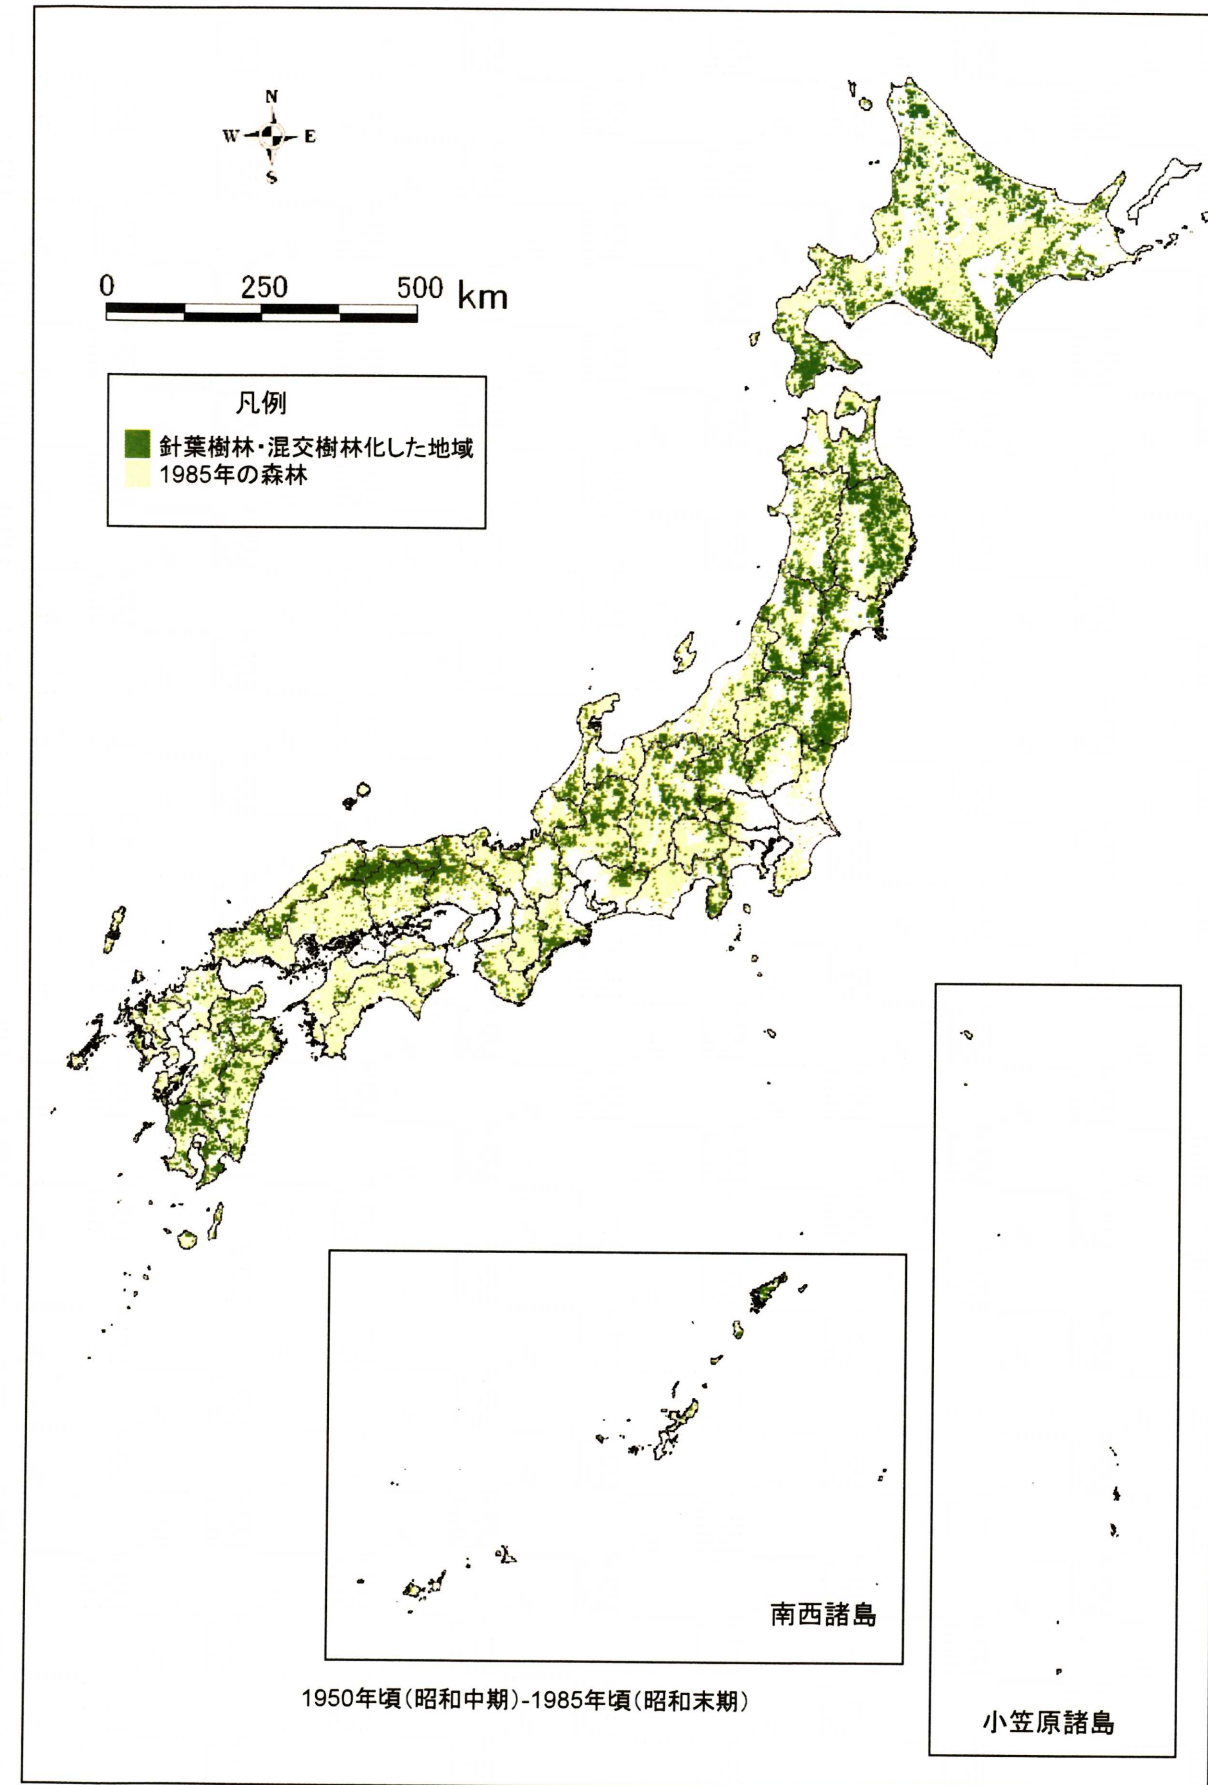 N
W E
S
0 250 500 km
凡例
針葉樹林・混交樹林化した地域
1985年の森林
南西諸島
1950年頃(昭和中期)-1985年頃(昭和末期)
小笠原諸島